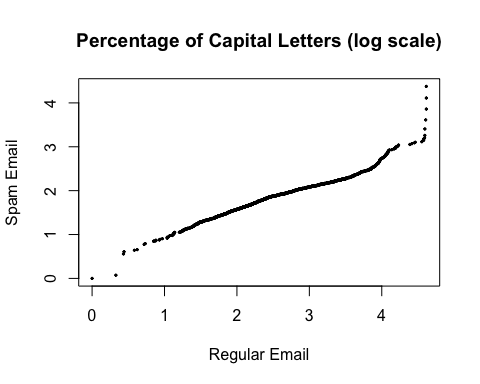 Percentage of Capital Letters (log scale)
Spam Email
4
3
2
1
0
0 1 2 3 4
Regular Email